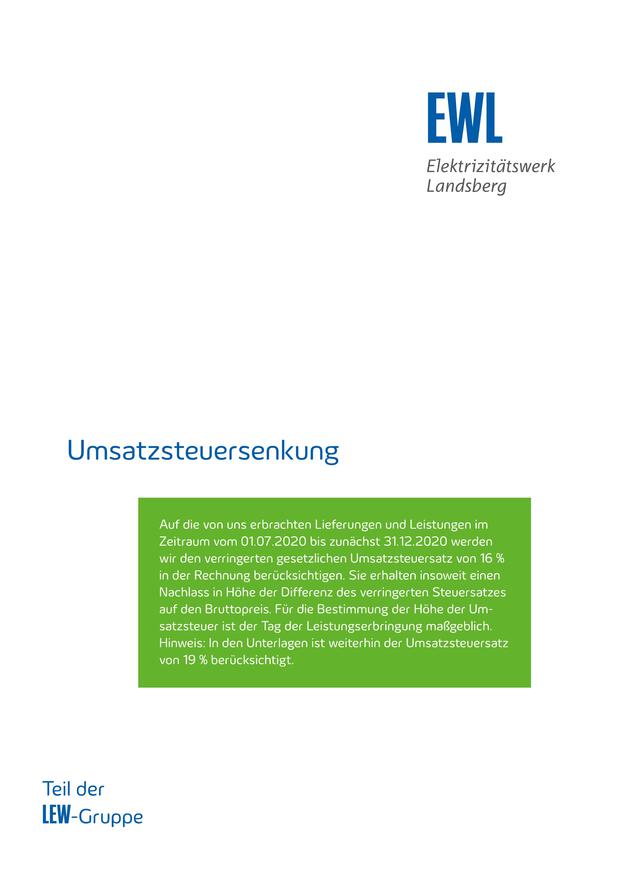 EWL
Elektrizitätswerk
Landsberg
Umsatzsteuersenkung
Auf die von uns erbrachten Lieferungen und Leistungen im
Zeitraum vom 01.07.2020 bis zunächst 31.12.2020 werden
wir den verringerten gesetzlichen Umsatzsteuersatz von 16 %
in der Rechnung berücksichtigen. Sie erhalten insoweit einen
Nachlass in Höhe der Differenz des verringerten Steuersatzes
auf den Bruttopreis. Für die Bestimmung der Höhe der Um-
satzsteuer ist der Tag der Leistungserbringung maßgeblich.
Hinweis: In den Unterlagen ist weiterhin der Umsatzsteuersatz
von 19 % berücksichtigt.
Teil der
LEW-Gruppe